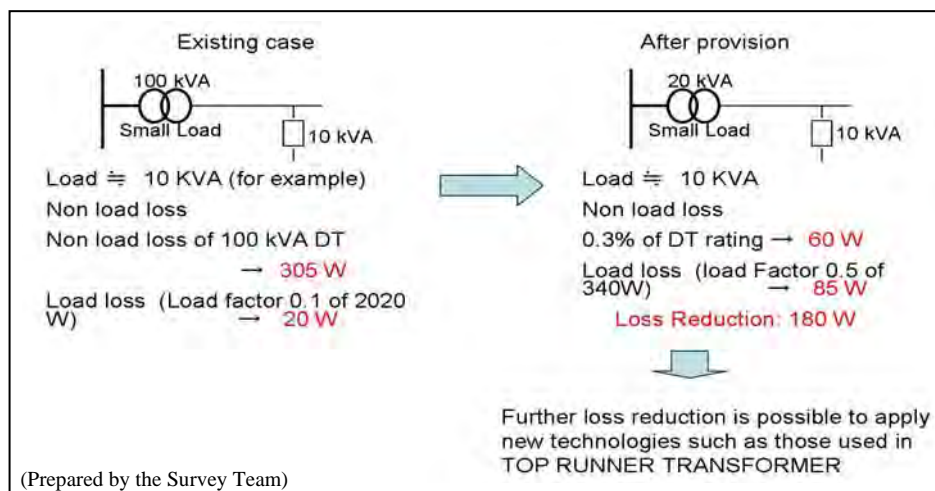 Existing case
100 kVA
Small Load
10 kVA
Load ≒ 10 KVA (for example)
Non load loss
Non load loss of 100 kVA DT
→ 305 W
Load loss (Load factor 0.1 of 2020
W) → 20 W
After provision
20 kVA
Small Load
10 kVA
Load ≒ 10 KVA
Non load loss
0.3% of DT rating → 60 W
Load loss (load Factor 0.5 of
340W) → 85 W
Loss Reduction: 180 W
Further loss reduction is possible to apply
new technologies such as those used in
TOP RUNNER TRANSFORMER
(Prepared by the Survey Team)